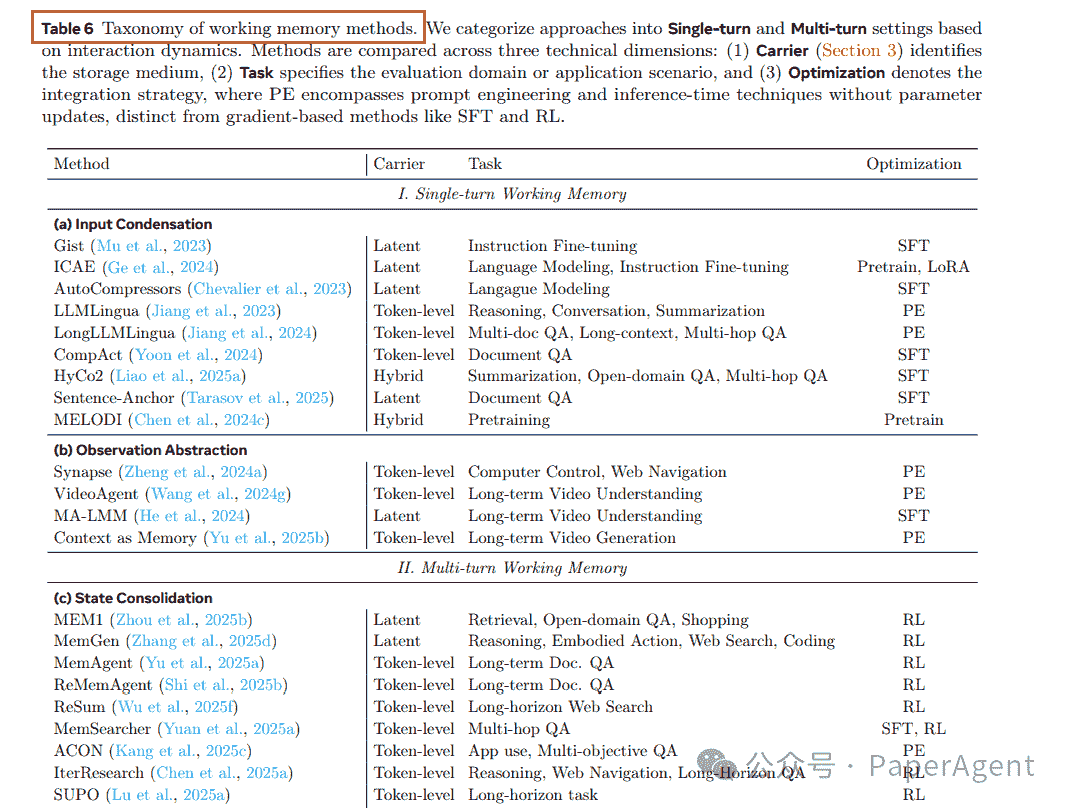 Table 6 Taxonomy of working memory methods. We categorize approaches into Single-turn and Multi-turn settings based
on interaction dynamics. Methods are compared across three technical dimensions: (1) Carrier (Section 3) identifies
the storage medium, (2) Task specifies the evaluation domain or application scenario, and (3) Optimization denotes the
integration strategy, where PE encompasses prompt engineering and inference-time techniques without parameter
updates, distinct from gradient-based methods like SFT and RL.
Method Carrier Task Optimization
I. Single-turn Working Memory
(a) Input Condensation
Gist (Mu et al., 2023) Latent Instruction Fine-tuning SFT
ICAE (Ge et al., 2024) Latent Language Modeling, Instruction Fine-tuning Pretrain, LoRA
AutoCompressors (Chevalier et al., 2023) Latent Langague Modeling SFT
LLMLingua (Jiang et al., 2023) Token-level Reasoning, Conversation, Summarization PE
LongLLMLingua (Jiang et al., 2024) Token-level Multi-doc QA, Long-context, Multi-hop QA PE
CompAct (Yoon et al., 2024) Token-level Document QA SFT
HyCo2 (Liao et al., 2025a) Hybrid Summarization, Open-domain QA, Multi-hop QA SFT
Sentence-Anchor (Tarasov et al., 2025) Latent Document QA SFT
MELODI (Chen et al., 2024c) Hybrid Pretraining Pretrain
(b) Observation Abstraction
Synapse (Zheng et al., 2024a) Token-level Computer Control, Web Navigation PE
VideoAgent (Wang et al., 2024g) Token-level Long-term Video Understanding PE
MA-LMM (He et al., 2024) Latent Long-term Video Understanding SFT
Context as Memory (Yu et al., 2025b) Token-level Long-term Video Generation PE
II. Multi-turn Working Memory
(c) State Consolidation
MEM1 (Zhou et al., 2025b) Latent Retrieval, Open-domain QA, Shopping RL
MemGen (Zhang et al., 2025d) Latent Reasoning, Embodied Action, Web Search, Coding RL
MemAgent (Yu et al., 2025a) Token-level Long-term Doc. QA RL
ReMemAgent (Shi et al., 2025b) Token-level Long-term Doc. QA RL
ReSum (Wu et al., 2025f) Token-level Long-horizon Web Search RL
MemSearcher (Yuan et al., 2025a) Token-level Multi-hop QA SFT, RL
ACON (Kang et al., 2025c) Token-level App use, Multi-objective QA PE
IterResearch (Chen et al., 2025a) Token-level Reasoning, Web Navigation, Long-Horizon QA RL
SUPO (Lu et al., 2025a) Token-level Long-horizon task RL
公众号 · PaperAgent